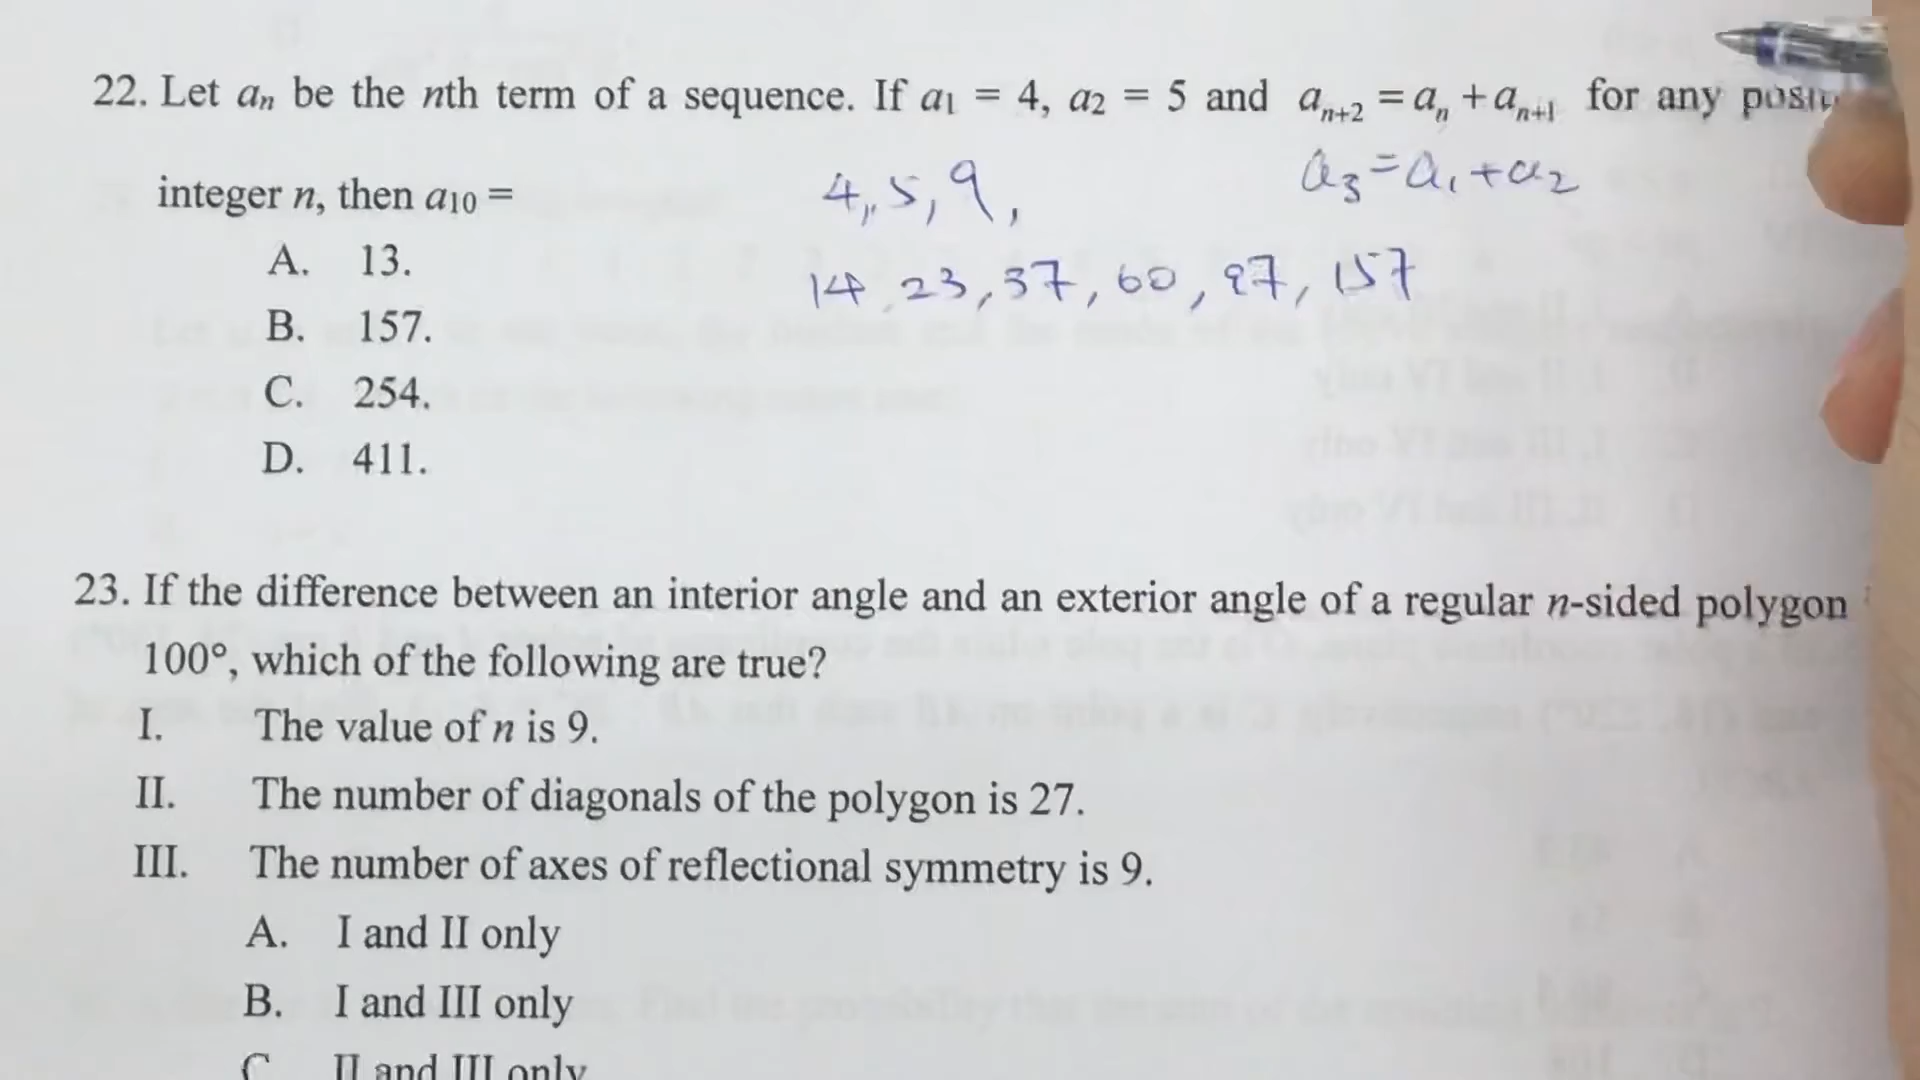 22. Let aₙ be the nth term of a sequence. If a₁ = 4, a₂ = 5 and aₙ₊₂ = aₙ + aₙ₊₁ for any
a₃ = a₁ + a₂
integer n, then a₁₀ =
4, 5, 9,
A. 13.
14 23, 37, 60, 97, 157
B. 157.
C. 254.
D. 411.
23. If the difference between an interior angle and an exterior angle of a regular n-sided polygon
100°, which of the following are true?
I. The value of n is 9.
II. The number of diagonals of the polygon is 27.
III. The number of axes of reflectional symmetry is 9.
A. I and II only
B. I and III only
C II and III only